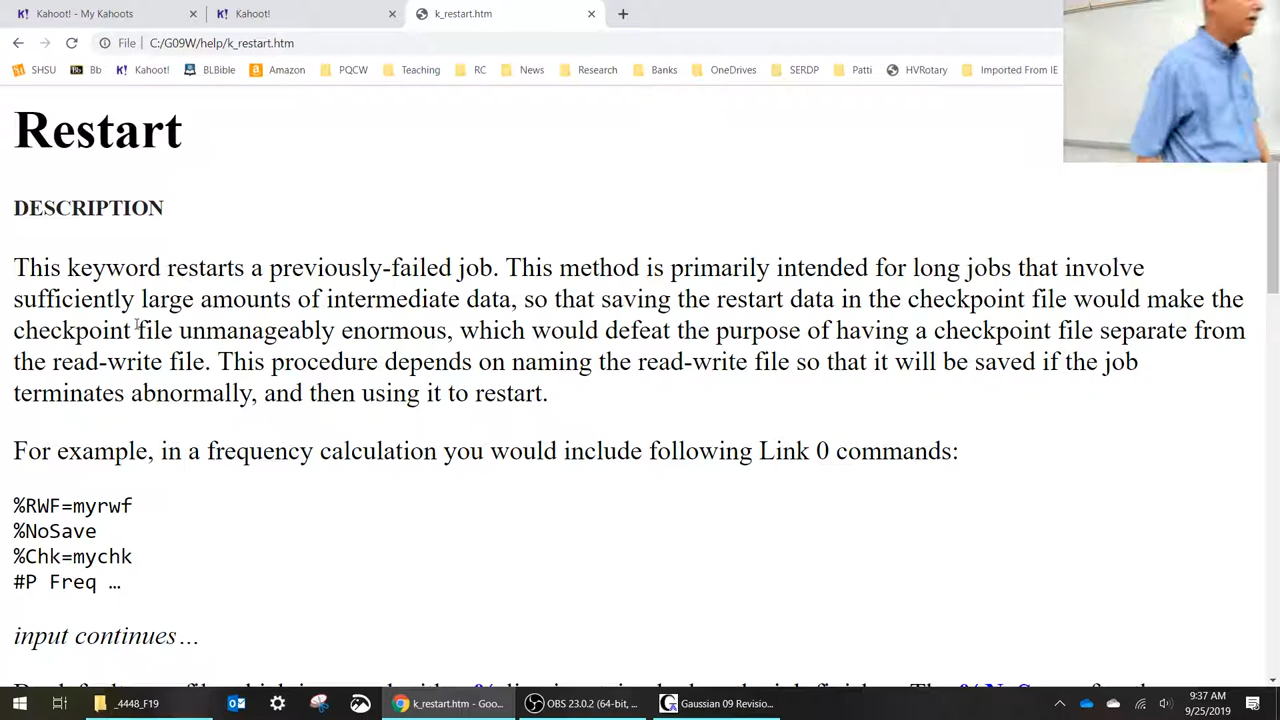 Kahoot! - My Kahoots
Kahoot!
k_restart.htm
File
C:/G09W/help/k_restart.htm
SHSU
Bb
Kahoot!
BLBible
Amazon
PQCW
Teaching
RC
News
Research
Banks
OneDrives
SERDP
Patti
HVRotary
Imported From IE
Restart
DESCRIPTION
This keyword restarts a previously-failed job. This method is primarily intended for long jobs that involve
sufficiently large amounts of intermediate data, so that saving the restart data in the checkpoint file would make the
checkpoint file unmanageably enormous, which would defeat the purpose of having a checkpoint file separate from
the read-write file. This procedure depends on naming the read-write file so that it will be saved if the job
terminates abnormally, and then using it to restart.
For example, in a frequency calculation you would include following Link 0 commands:
%RWF=myrwf
%NoSave
%Chk=mychk
#P Freq …
input continues…
_4448_F19
k_restart.htm - Goo...
OBS 23.0.2 (64-bit, ...
Gaussian 09 Revisio...
9:37 AM
9/25/2019